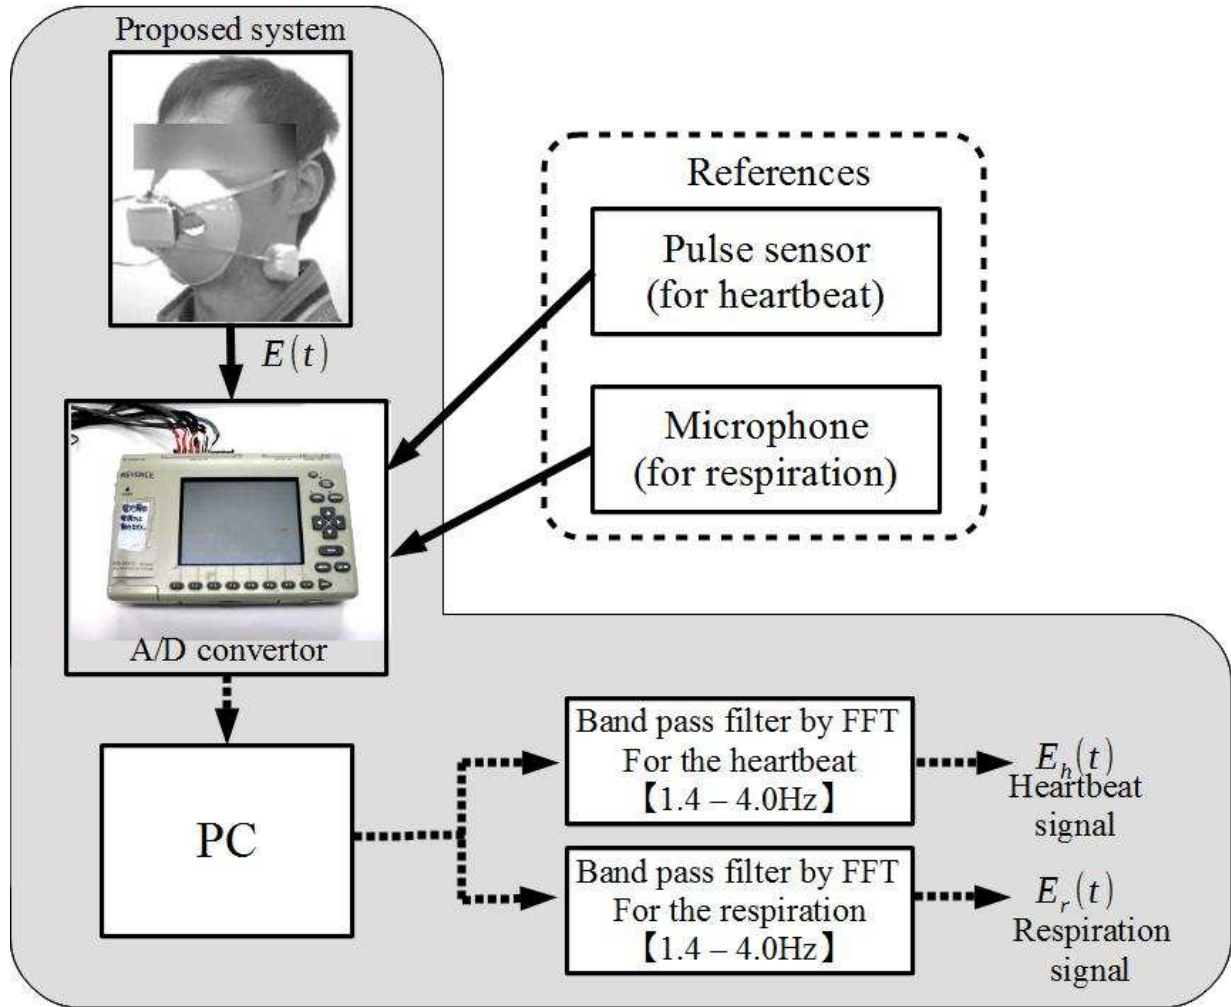 Proposed system
E(t)
KEYENCE
A/D convertor
References
Pulse sensor
(for heartbeat)
Microphone
(for respiration)
PC
Band pass filter by FFT
For the heartbeat
【1.4 – 4.0Hz】
E_h(t)
Heartbeat
signal
Band pass filter by FFT
For the respiration
【1.4 – 4.0Hz】
E_r(t)
Respiration
signal